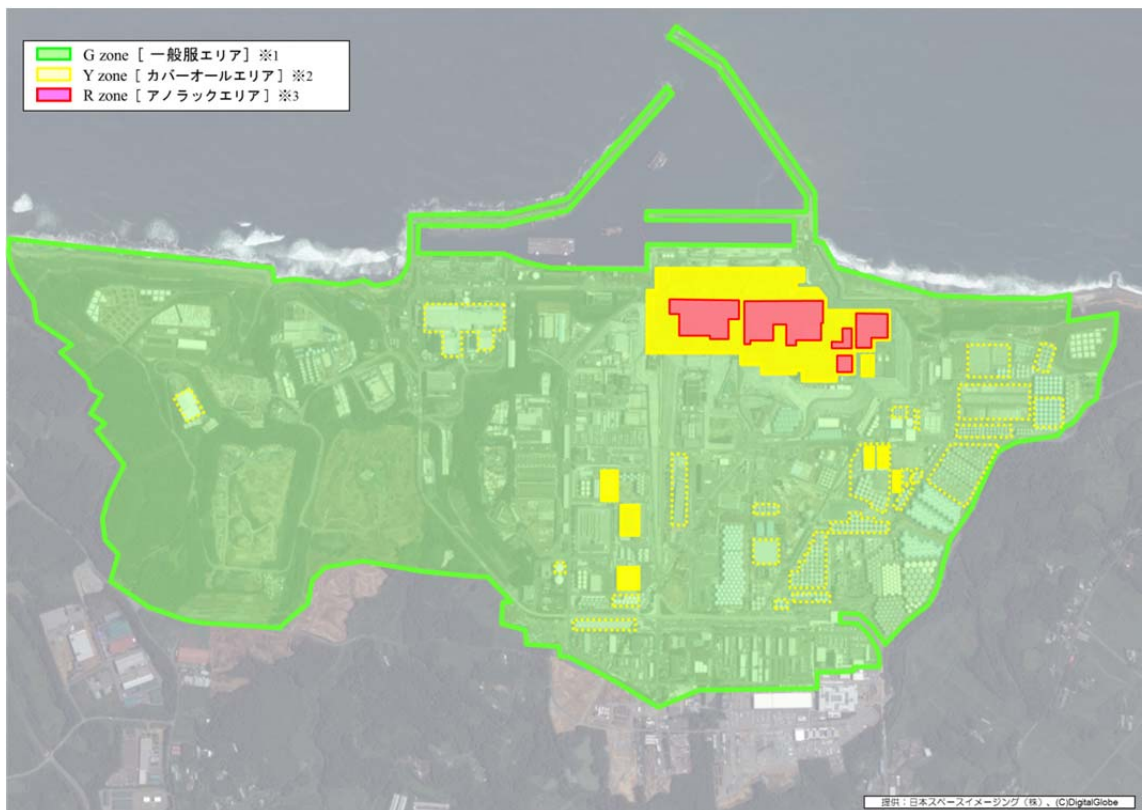 G zone [ 一般服エリア] ※1
Y zone [ カバーオールエリア] ※2
R zone [ アノラックエリア] ※3
提供:日本スペースイメージング(株)、(C)DigitalGlobe